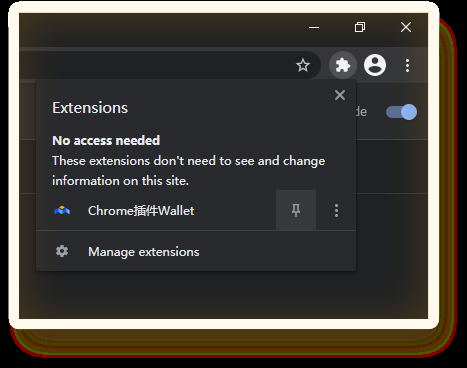 de
Extensions
No access needed
These extensions don't need to see and change
information on this site.
Chrome插件Wallet
Manage extensions